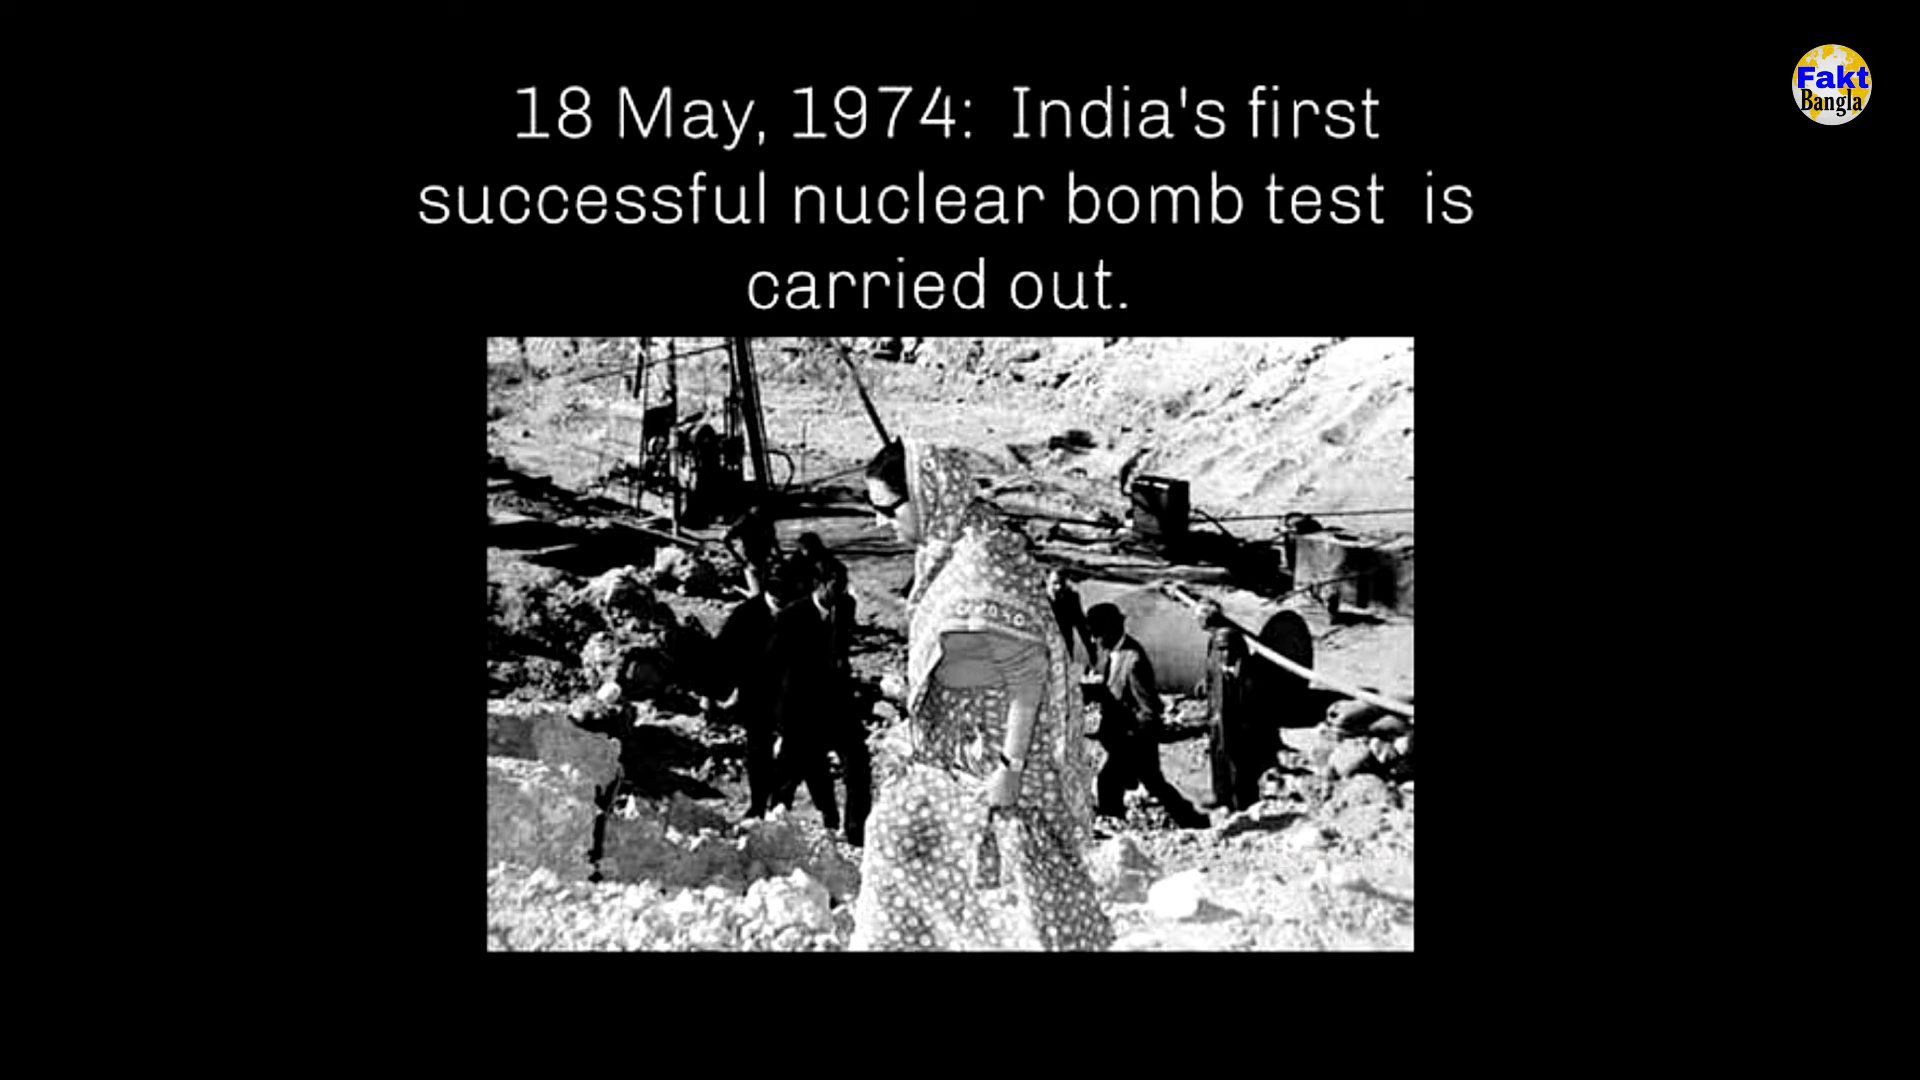 18 May, 1974:  India's first
successful nuclear bomb test  is
carried out.
Fakt
Bangla